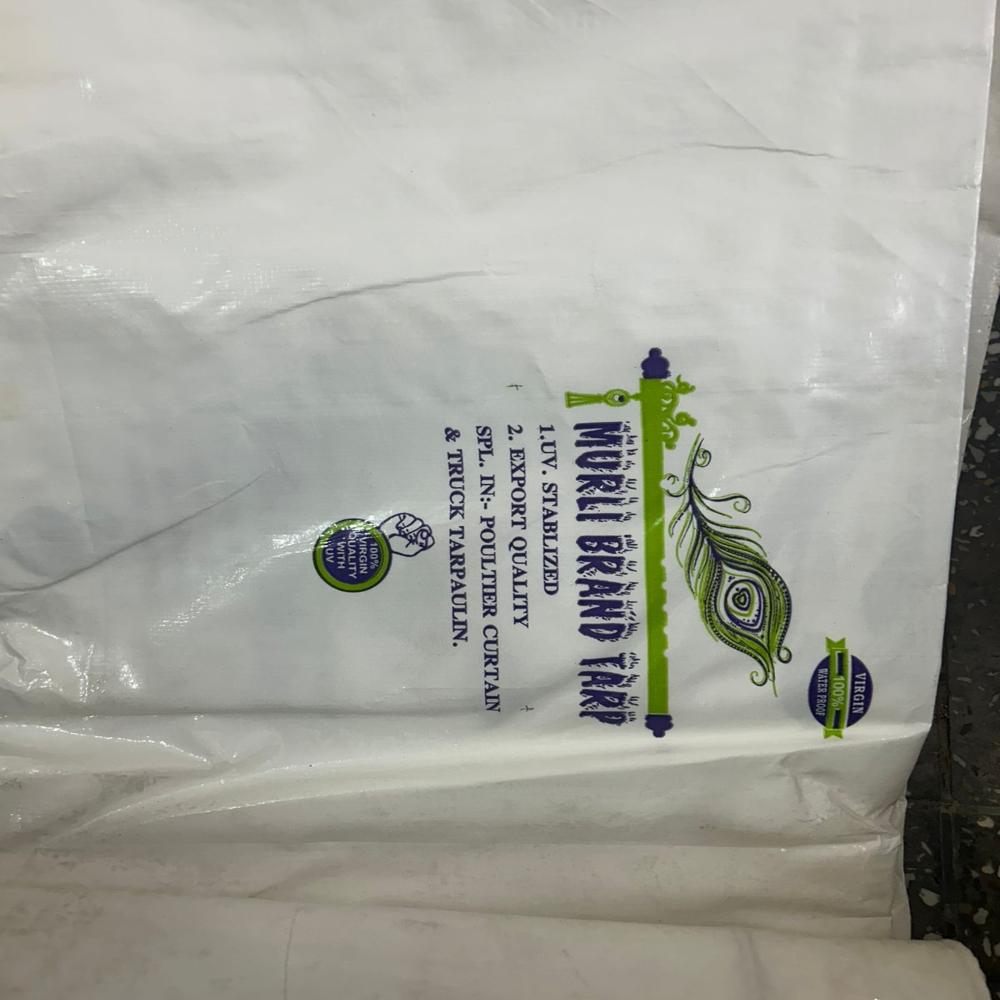 VIRGIN
100%
WATER PROOF
MURLI BRAND TARP
1.UV. STABLIZED
2. EXPORT QUALITY
SPL. IN:- POULTIER CURTAIN
& TRUCK TARPAULIN.
100%
VIRGIN
QUALITY
WITH
UV